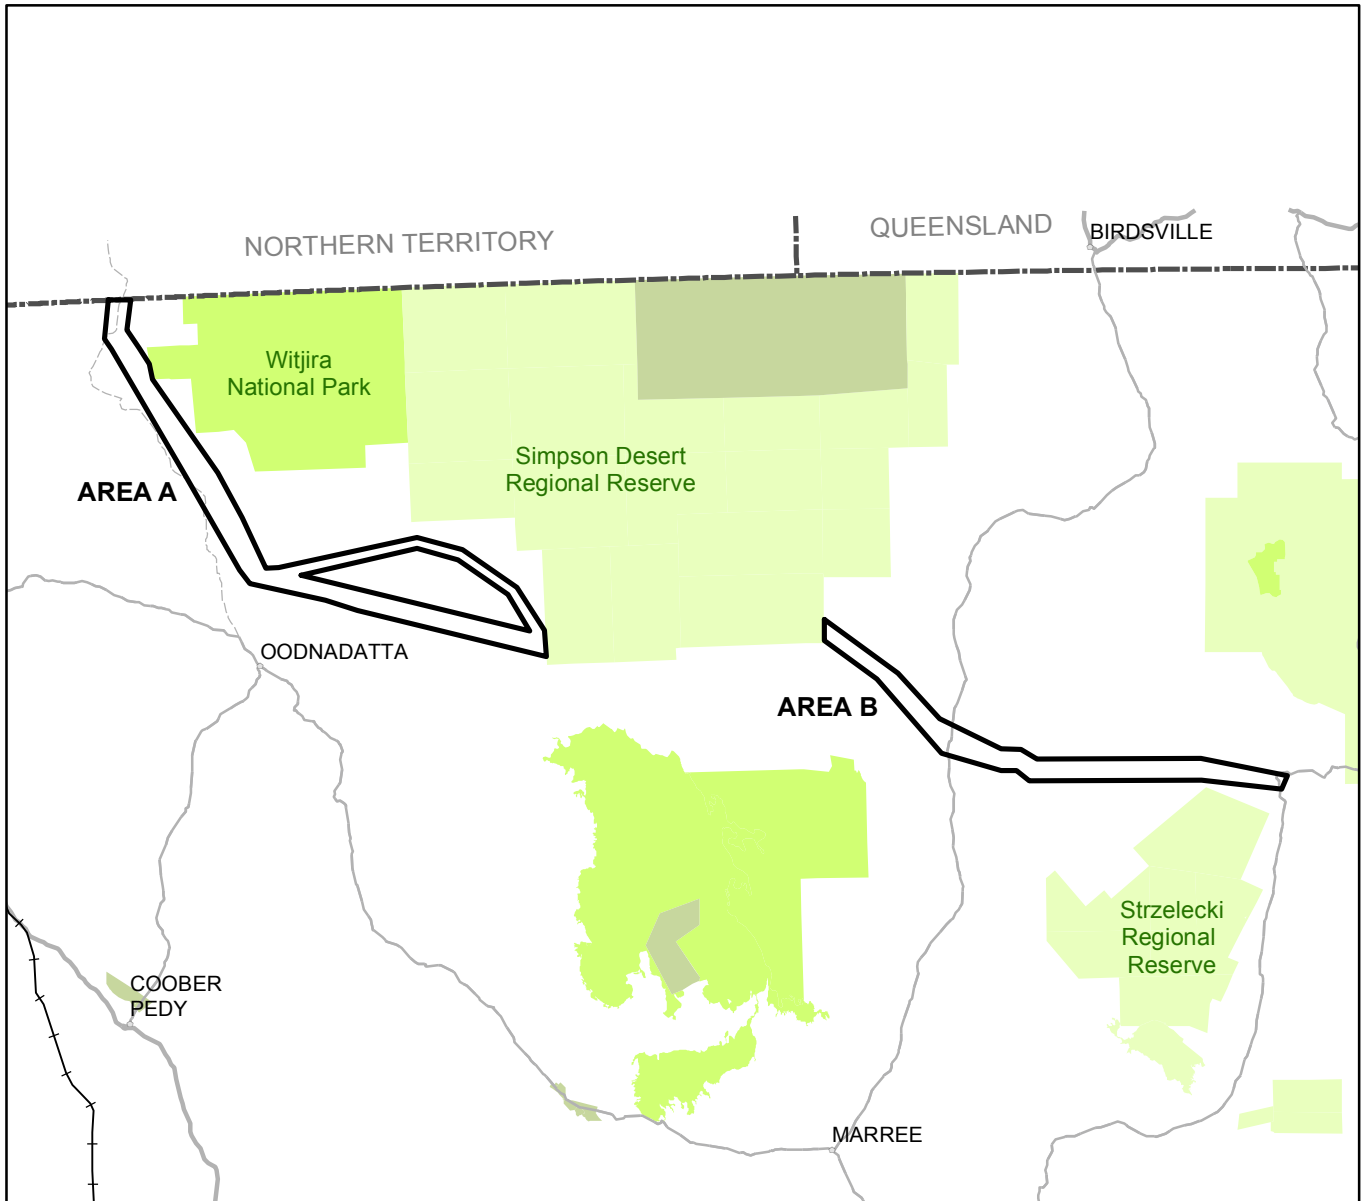 NORTHERN TERRITORY
QUEENSLAND
BIRDSVILLE
Witjira
National Park
Simpson Desert
Regional Reserve
AREA A
OODNADATTA
AREA B
Strzelecki
Regional
Reserve
COOBER
PEDY
MARREE